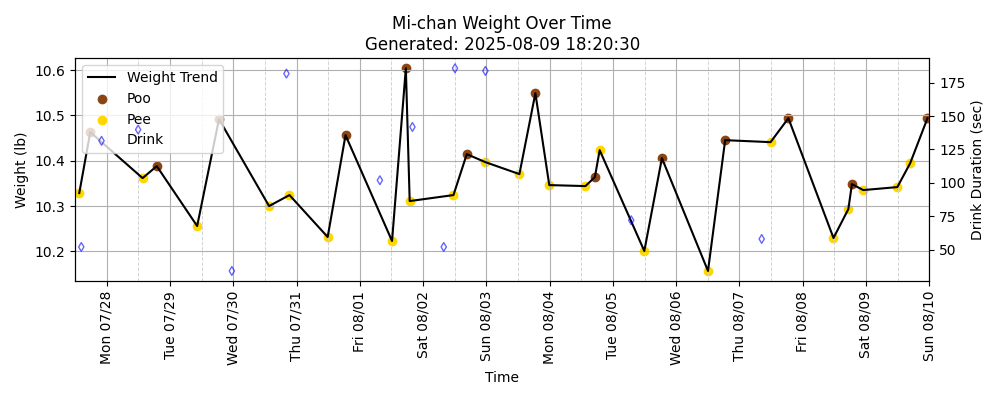 Mi-chan Weight Over Time
Generated: 2025-08-09 18:20:30
Weight Trend
Poo
Pee
Drink
Weight (lb)
10.6
10.5
10.4
10.3
10.2
175
150
125
100
75
50
Drink Duration (sec)
Mon 07/28
Tue 07/29
Wed 07/30
Thu 07/31
Fri 08/01
Sat 08/02
Sun 08/03
Mon 08/04
Tue 08/05
Wed 08/06
Thu 08/07
Fri 08/08
Sat 08/09
Sun 08/10
Time